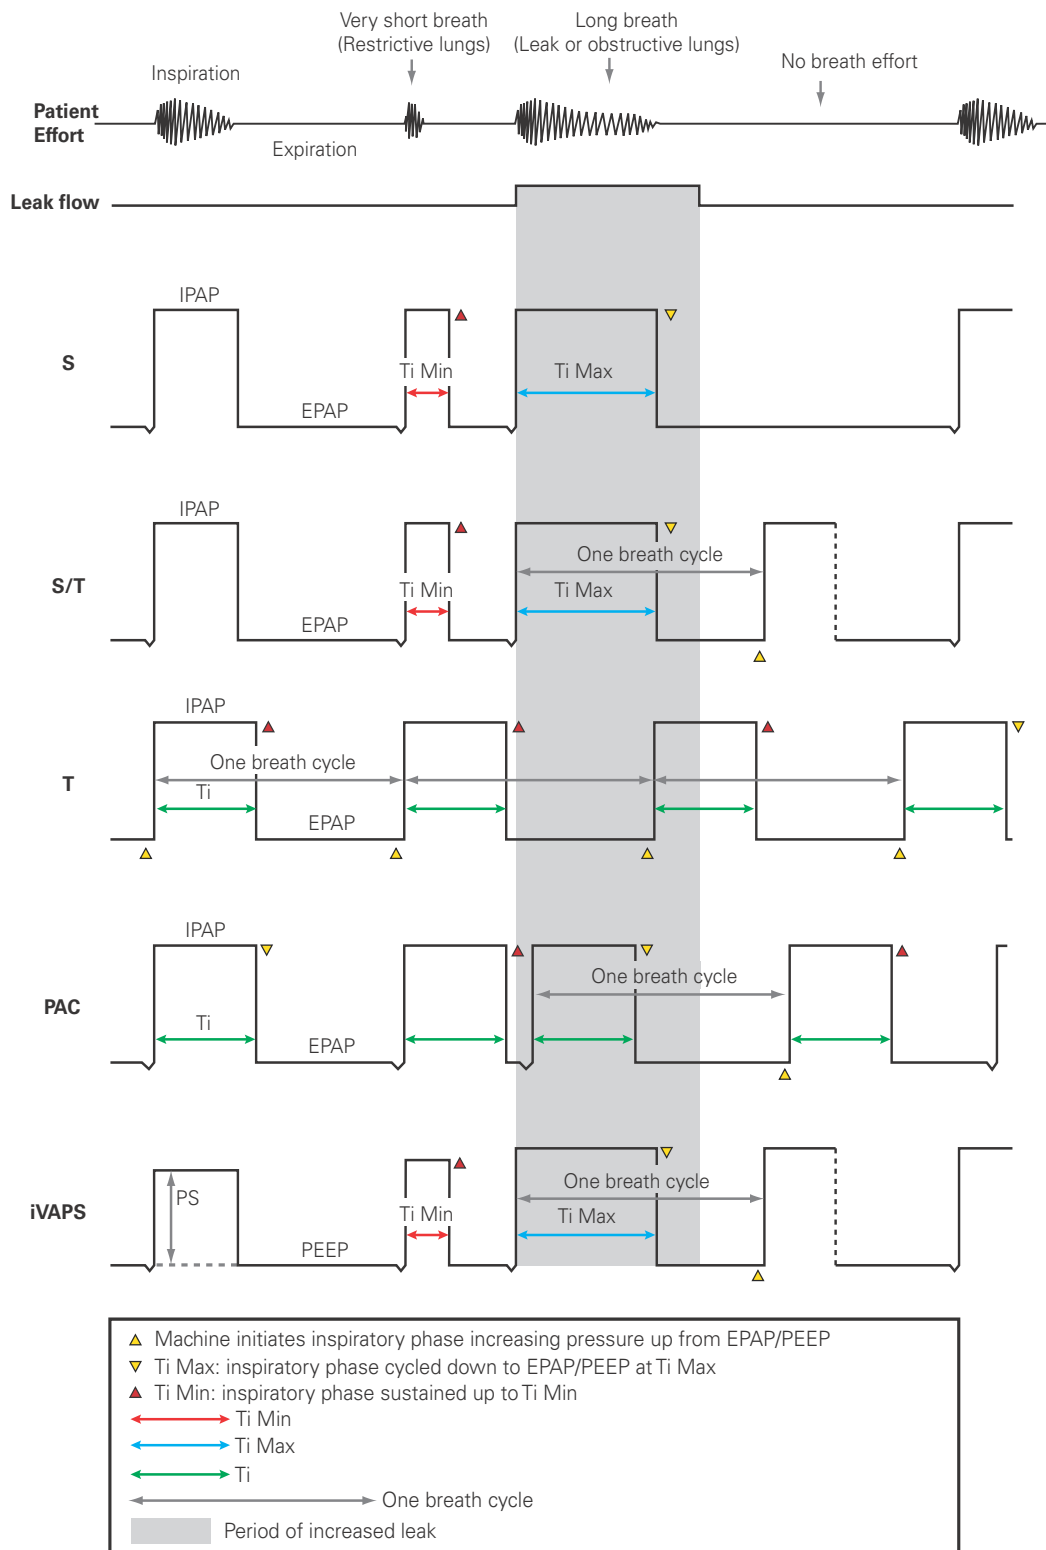 Very short breath
(Restrictive lungs)
Long breath
(Leak or obstructive lungs)
No breath effort
Inspiration
Patient
Effort
Expiration
Leak flow
IPAP
S
Ti Min
Ti Max
EPAP
IPAP
One breath cycle
S/T
Ti Min
Ti Max
EPAP
IPAP
One breath cycle
T
Ti
EPAP
IPAP
One breath cycle
PAC
Ti
EPAP
One breath cycle
PS
iVAPS
Ti Min
Ti Max
PEEP
Machine initiates inspiratory phase increasing pressure up from EPAP/PEEP
Ti Max: inspiratory phase cycled down to EPAP/PEEP at Ti Max
Ti Min: inspiratory phase sustained up to Ti Min
Ti Min
Ti Max
Ti
One breath cycle
Period of increased leak